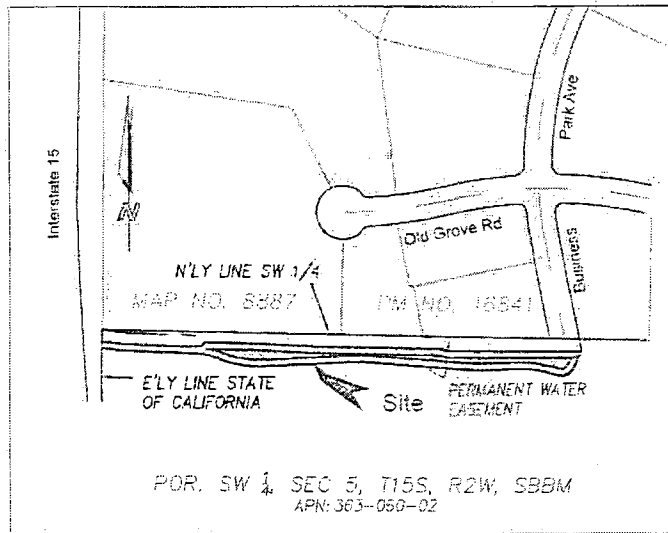 Interstate 15
Park Ave
N
Old Grove Rd
Business
N'LY LINE SW 1/4
MAP NO. 8887
PM NO. 16841
E'LY LINE STATE
OF CALIFORNIA
Site
PERMANENT WATER
EASEMENT
POR. SW 1/4 SEC 5, T15S, R2W, SBBM
APN: 363-050-02